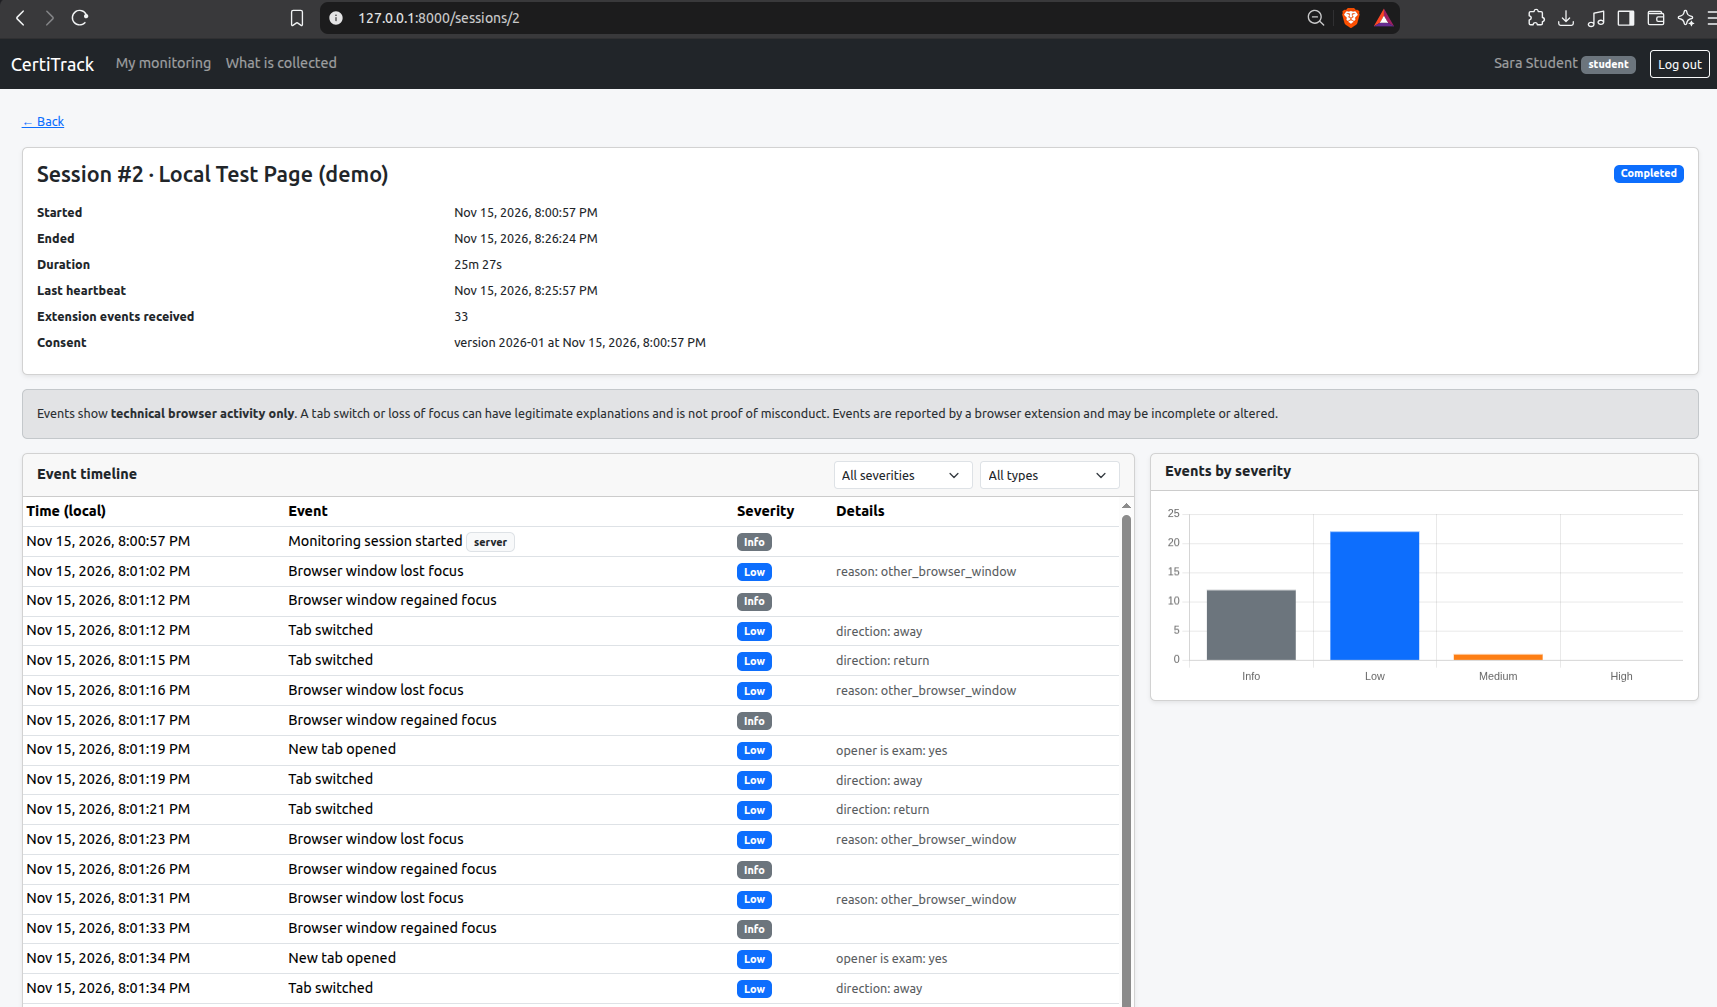 127.0.0.1:8000/sessions/2
CertiTrack My monitoring What is collected Sara Student student Log out
← Back
Session #2 · Local Test Page (demo) Completed
Started Nov 15, 2026, 8:00:57 PM
Ended Nov 15, 2026, 8:26:24 PM
Duration 25m 27s
Last heartbeat Nov 15, 2026, 8:25:57 PM
Extension events received 33
Consent version 2026-01 at Nov 15, 2026, 8:00:57 PM
Events show technical browser activity only. A tab switch or loss of focus can have legitimate explanations and is not proof of misconduct. Events are reported by a browser extension and may be incomplete or altered.
Event timeline All severities All types
Time (local) Event Severity Details
Nov 15, 2026, 8:00:57 PM Monitoring session started server Info
Nov 15, 2026, 8:01:02 PM Browser window lost focus Low reason: other_browser_window
Nov 15, 2026, 8:01:12 PM Browser window regained focus Info
Nov 15, 2026, 8:01:12 PM Tab switched Low direction: away
Nov 15, 2026, 8:01:15 PM Tab switched Low direction: return
Nov 15, 2026, 8:01:16 PM Browser window lost focus Low reason: other_browser_window
Nov 15, 2026, 8:01:17 PM Browser window regained focus Info
Nov 15, 2026, 8:01:19 PM New tab opened Low opener is exam: yes
Nov 15, 2026, 8:01:19 PM Tab switched Low direction: away
Nov 15, 2026, 8:01:21 PM Tab switched Low direction: return
Nov 15, 2026, 8:01:23 PM Browser window lost focus Low reason: other_browser_window
Nov 15, 2026, 8:01:26 PM Browser window regained focus Info
Nov 15, 2026, 8:01:31 PM Browser window lost focus Low reason: other_browser_window
Nov 15, 2026, 8:01:33 PM Browser window regained focus Info
Nov 15, 2026, 8:01:34 PM New tab opened Low opener is exam: yes
Nov 15, 2026, 8:01:34 PM Tab switched Low direction: away
Events by severity
25
20
15
10
5
0
Info Low Medium High